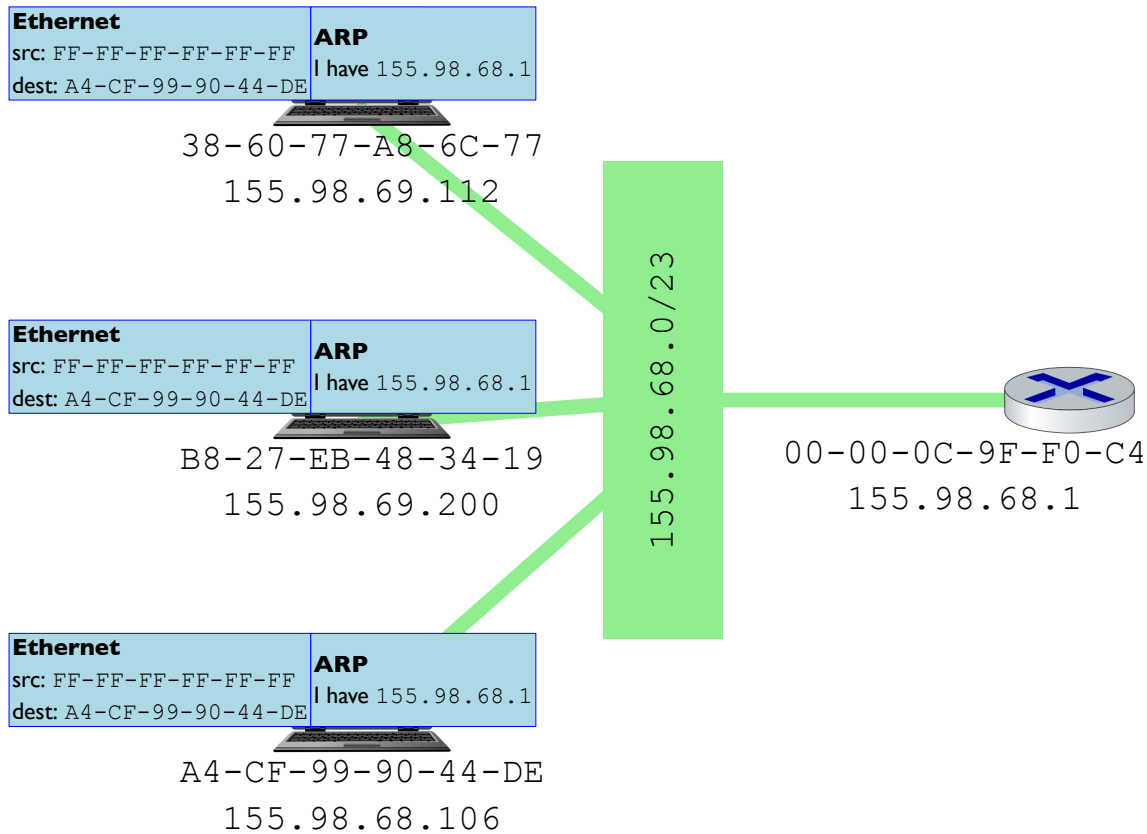 Ethernet
src: FF-FF-FF-FF-FF-FF
dest: A4-CF-99-90-44-DE
ARP
I have 155.98.68.1
38-60-77-A8-6C-77
155.98.69.112
Ethernet
src: FF-FF-FF-FF-FF-FF
dest: A4-CF-99-90-44-DE
ARP
I have 155.98.68.1
B8-27-EB-48-34-19
155.98.69.200
Ethernet
src: FF-FF-FF-FF-FF-FF
dest: A4-CF-99-90-44-DE
ARP
I have 155.98.68.1
A4-CF-99-90-44-DE
155.98.68.106
155.98.68.0/23
00-00-0C-9F-F0-C4
155.98.68.1